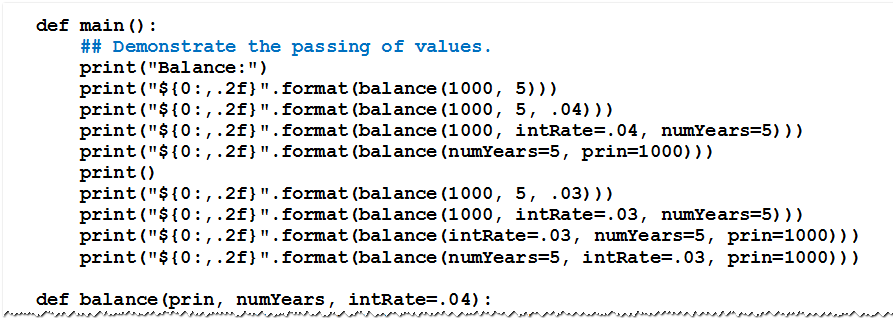 def main():
    ## Demonstrate the passing of values.
    print("Balance:")
    print("${0:,.2f}".format(balance(1000, 5)))
    print("${0:,.2f}".format(balance(1000, 5, .04)))
    print("${0:,.2f}".format(balance(1000, intRate=.04, numYears=5)))
    print("${0:,.2f}".format(balance(numYears=5, prin=1000)))
    print()
    print("${0:,.2f}".format(balance(1000, 5, .03)))
    print("${0:,.2f}".format(balance(1000, intRate=.03, numYears=5)))
    print("${0:,.2f}".format(balance(intRate=.03, numYears=5, prin=1000)))
    print("${0:,.2f}".format(balance(numYears=5, intRate=.03, prin=1000)))
def balance(prin, numYears, intRate=.04):